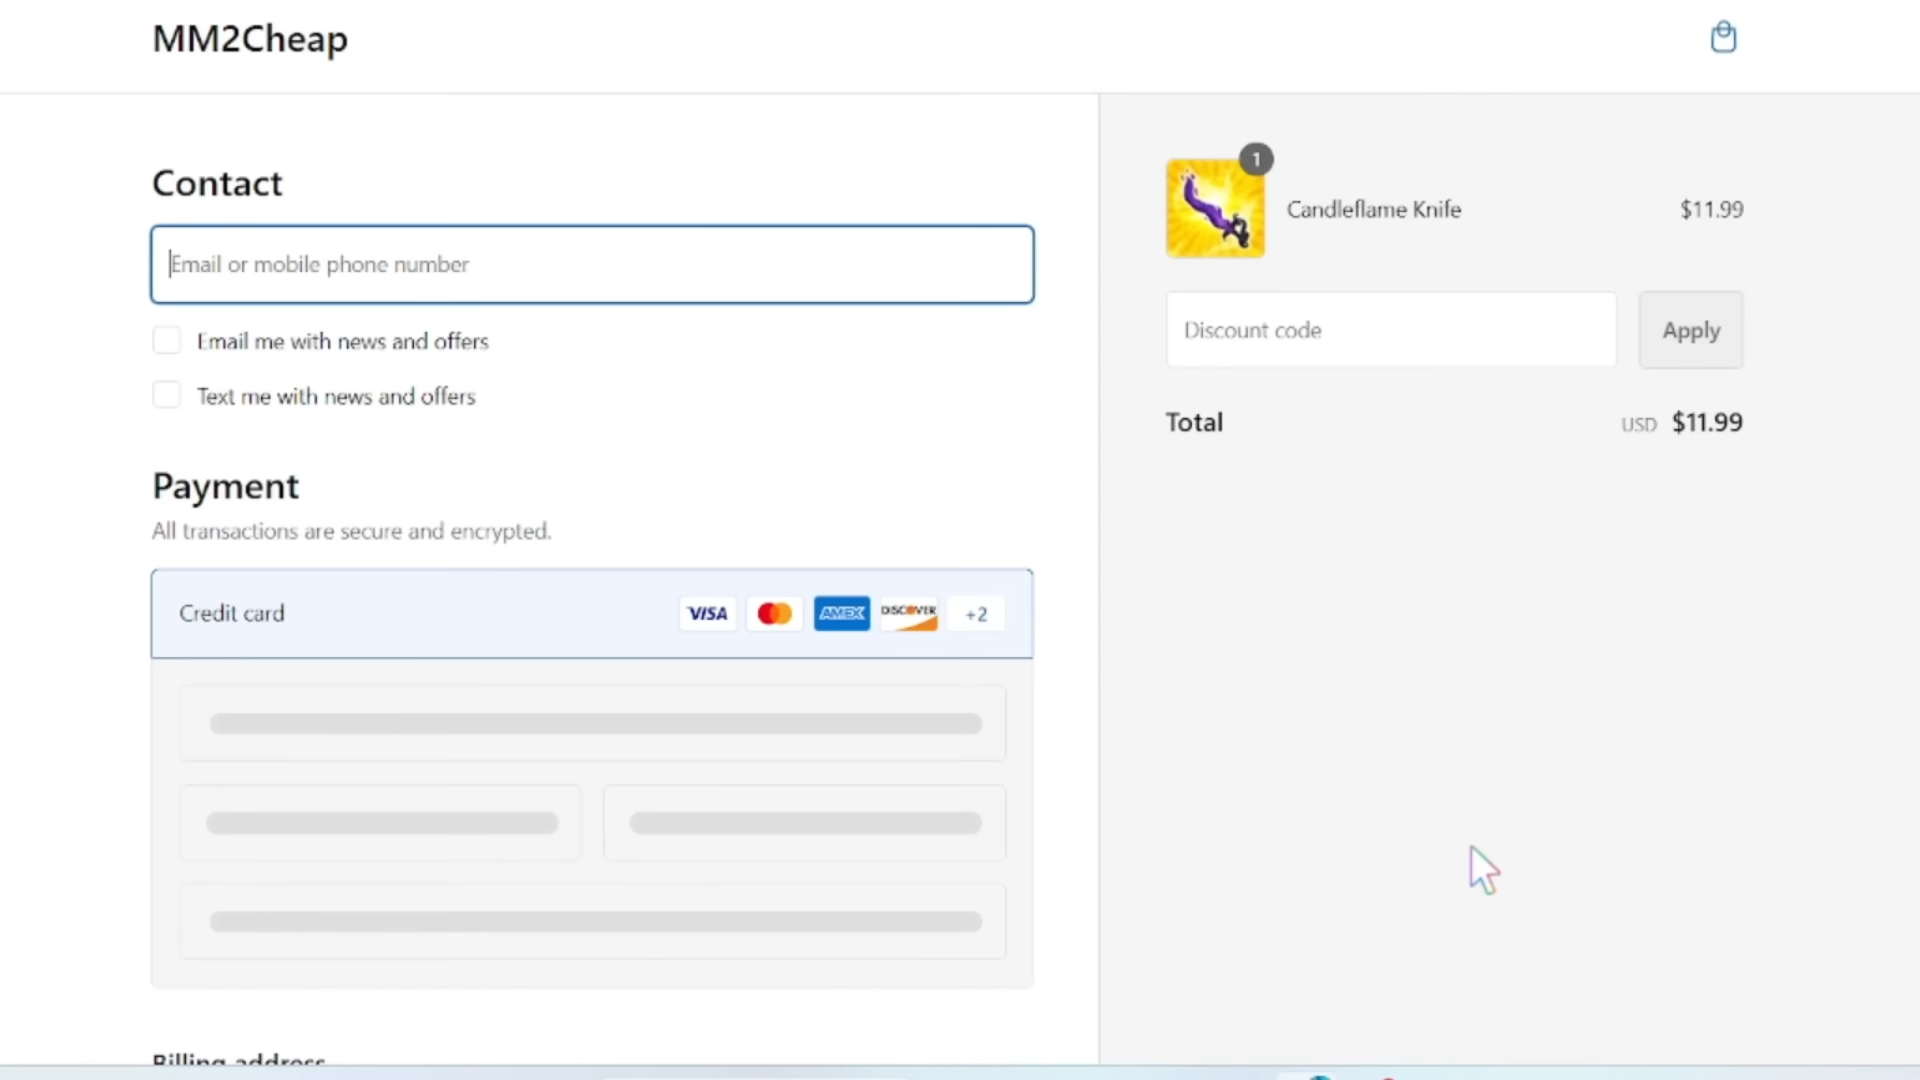 MM2Cheap
Contact
Email or mobile phone number
Email me with news and offers
Text me with news and offers
Payment
All transactions are secure and encrypted.
Credit card
VISA
AMEX
DISCOVER
+2
Billing address
1
Candleflame Knife
$11.99
Discount code
Apply
Total
USD $11.99